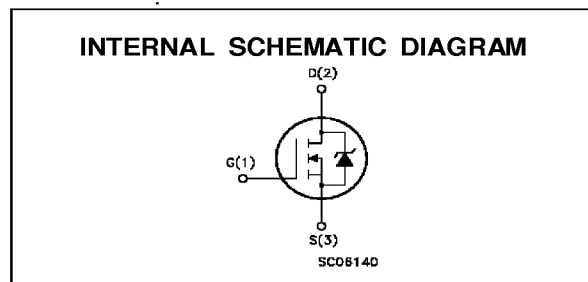 INTERNAL SCHEMATIC DIAGRAM
D(2)
G(1)
S(3)
SC06140